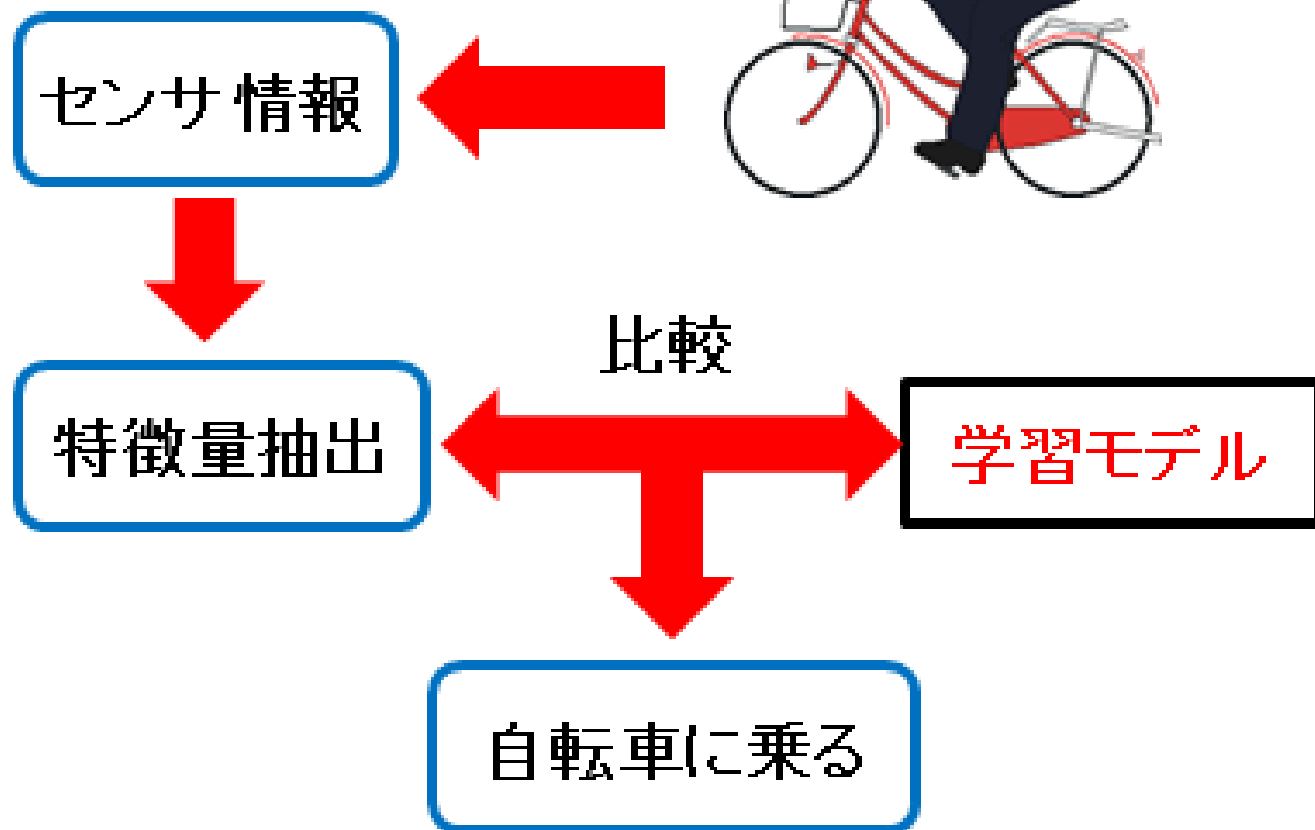 センサ情報
比較
特徴量抽出
学習モデル
自転車に乗る